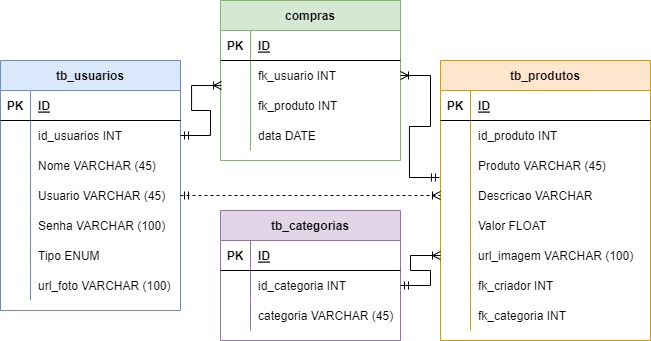 compras
PK ID
fk_usuario INT
fk_produto INT
data DATE
tb_usuarios
PK ID
id_usuarios INT
Nome VARCHAR (45)
Usuario VARCHAR (45)
Senha VARCHAR (100)
Tipo ENUM
url_foto VARCHAR (100)
tb_produtos
PK ID
id_produto INT
Produto VARCHAR (45)
Descricao VARCHAR
Valor FLOAT
url_imagem VARCHAR (100)
fk_criador INT
fk_categoria INT
tb_categorias
PK ID
id_categoria INT
categoria VARCHAR (45)